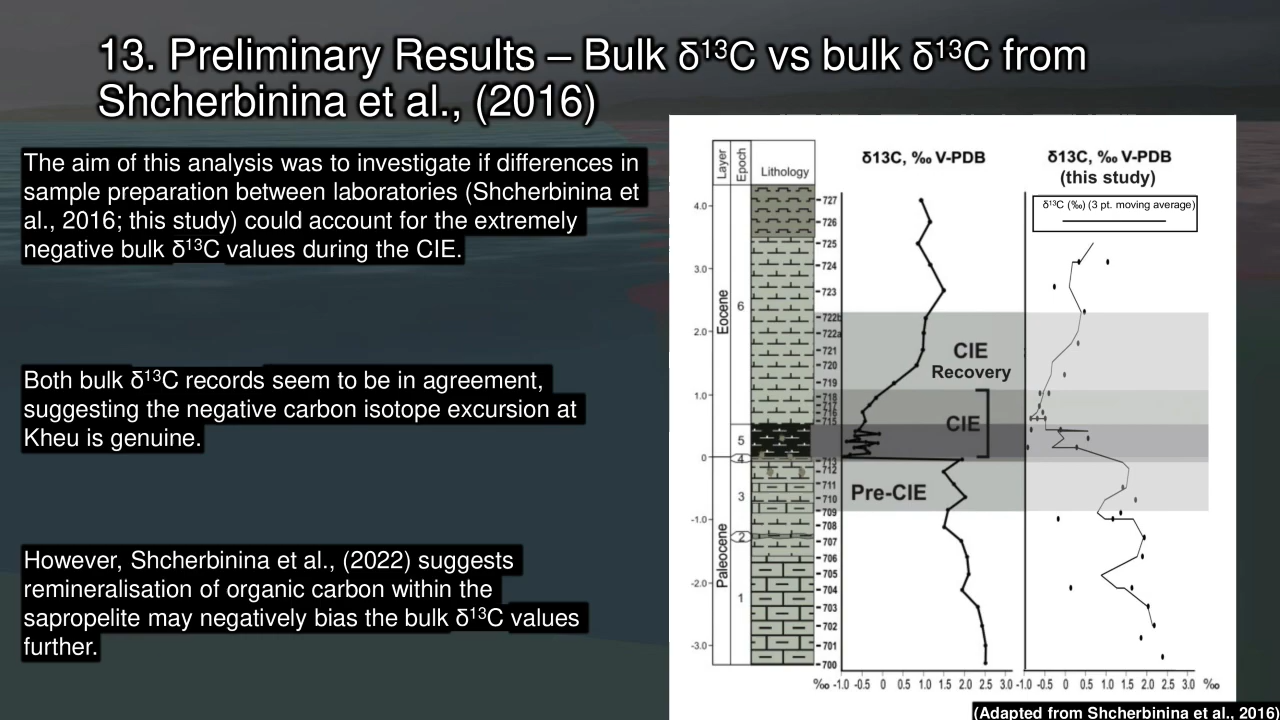 13. Preliminary Results – Bulk δ¹³C vs bulk δ¹³C from
Shcherbinina et al., (2016)
The aim of this analysis was to investigate if differences in
sample preparation between laboratories (Shcherbinina et
al., 2016; this study) could account for the extremely
negative bulk δ¹³C values during the CIE.
Both bulk δ¹³C records seem to be in agreement,
suggesting the negative carbon isotope excursion at
Kheu is genuine.
However, Shcherbinina et al., (2022) suggests
remineralisation of organic carbon within the
sapropelite may negatively bias the bulk δ¹³C values
further.
Layer
Epoch
Lithology
δ13C, ‰ V-PDB
δ13C, ‰ V-PDB
(this study)
δ¹³C (‰) (3 pt. moving average)
4.0
3.0
2.0
1.0
0
-1.0
-2.0
-3.0
Eocene
Paleocene
6
5
4
3
2
1
727
726
725
724
723
722b
722a
721
720
719
718
717
716
715
713
712
711
710
709
708
707
706
705
704
703
702
701
700
CIE
Recovery
CIE
Pre-CIE
‰ -1.0 -0.5 0 0.5 1.0 1.5 2.0 2.5 3.0 -1.0 -0.5 0 0.5 1.0 1.5 2.0 2.5 3.0 ‰
(Adapted from Shcherbinina et al., 2016)